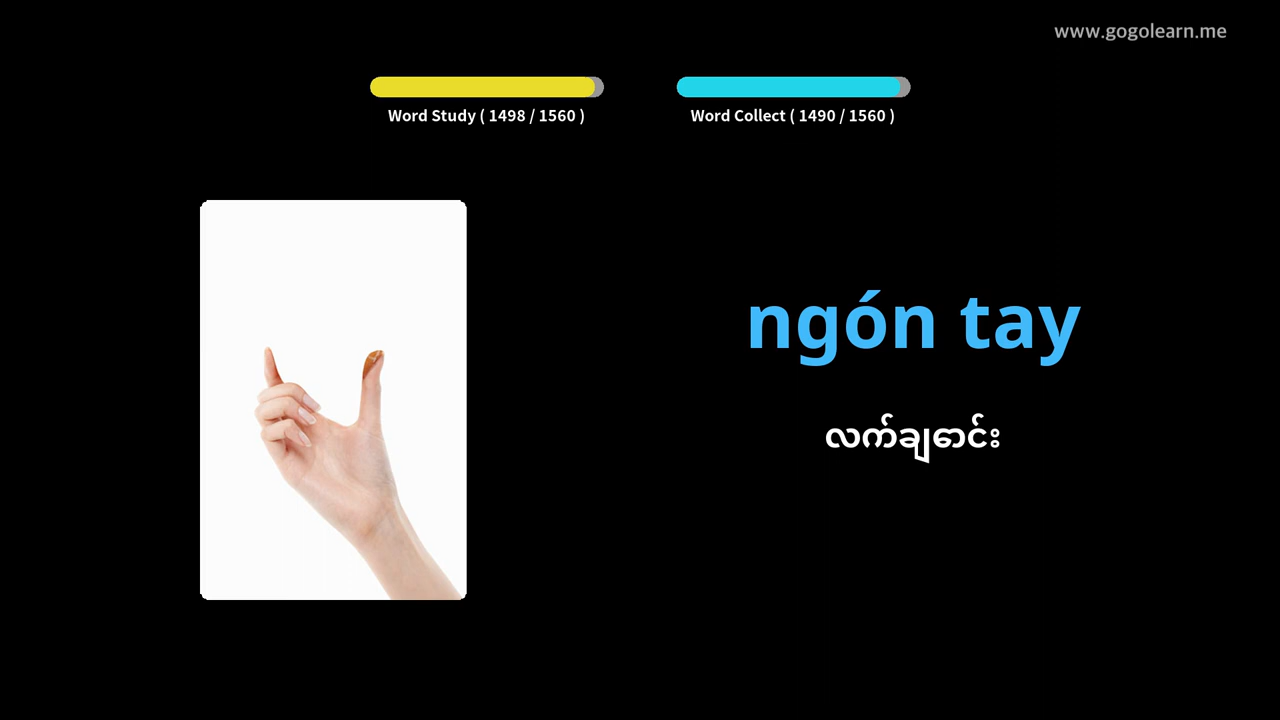 www.gogolearn.me
Word Study ( 1498 / 1560 )
Word Collect ( 1490 / 1560 )
ngón tay
လက်ချောင်း